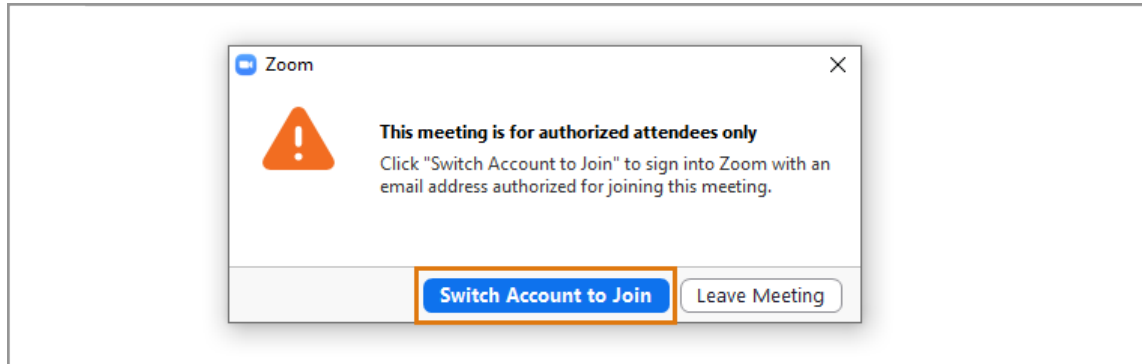 Zoom
This meeting is for authorized attendees only
Click "Switch Account to Join" to sign into Zoom with an
email address authorized for joining this meeting.
Switch Account to Join
Leave Meeting